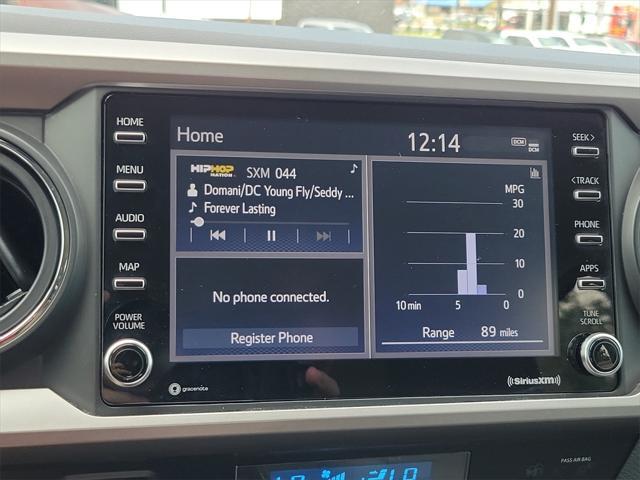 HOME
MENU
AUDIO
MAP
POWER
VOLUME
Home
12:14
DCM
DCM
HIPHOP
NATION
SXM 044
Domani/DC Young Fly/Seddy ...
Forever Lasting
No phone connected.
Register Phone
MPG
30
20
10
10 min 5 0 0
Range 89 miles
SEEK>
<TRACK
PHONE
APPS
TUNE
SCROLL
gracenote
((SiriusXM))
PASS AIR BAG